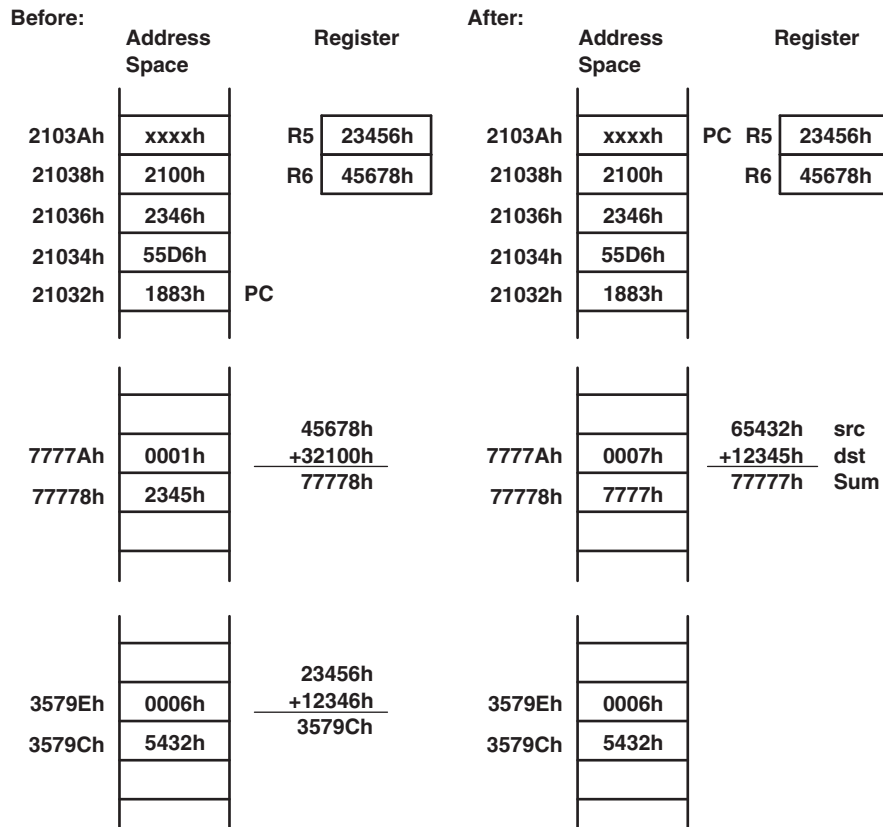 Before: After:
Address Space Register Address Space Register
2103Ah xxxxh R5 23456h 2103Ah xxxxh PC R5 23456h
21038h 2100h R6 45678h 21038h 2100h R6 45678h
21036h 2346h 21036h 2346h
21034h 55D6h 21034h 55D6h
21032h 1883h PC 21032h 1883h
45678h 65432h src
7777Ah 0001h +32100h 7777Ah 0007h +12345h dst
77778h 2345h 77778h 77778h 7777h 77777h Sum
23456h
3579Eh 0006h +12346h 3579Eh 0006h
3579Ch 5432h 3579Ch 3579Ch 5432h